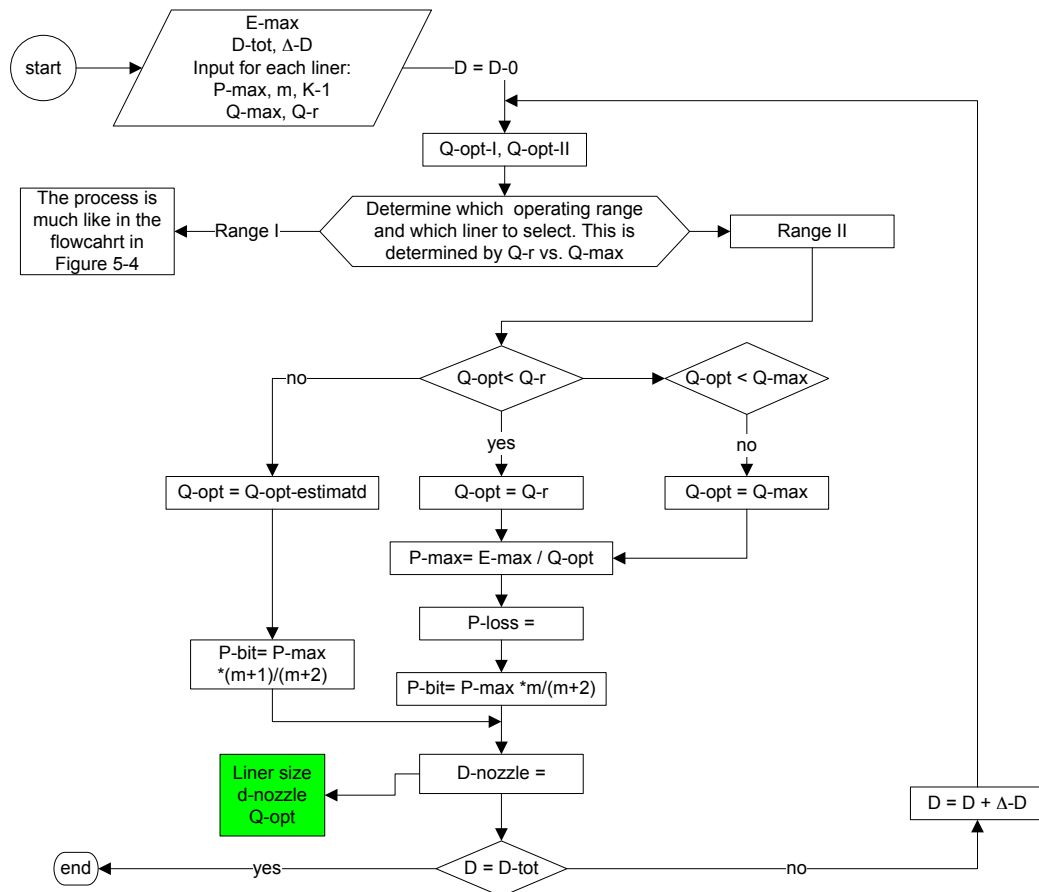 start
E-max
D-tot, Δ-D
Input for each liner:
P-max, m, K-1
Q-max, Q-r
D = D-0
Q-opt-I, Q-opt-II
The process is
much like in the
flowcahrt in
Figure 5-4
Range I
Determine which operating range
and which liner to select. This is
determined by Q-r vs. Q-max
Range II
no
Q-opt< Q-r
Q-opt < Q-max
yes
no
Q-opt = Q-opt-estimatd
Q-opt = Q-r
Q-opt = Q-max
P-max= E-max / Q-opt
P-loss =
P-bit= P-max
*(m+1)/(m+2)
P-bit= P-max *m/(m+2)
Liner size
d-nozzle
Q-opt
D-nozzle =
D = D + Δ-D
end
yes
D = D-tot
no